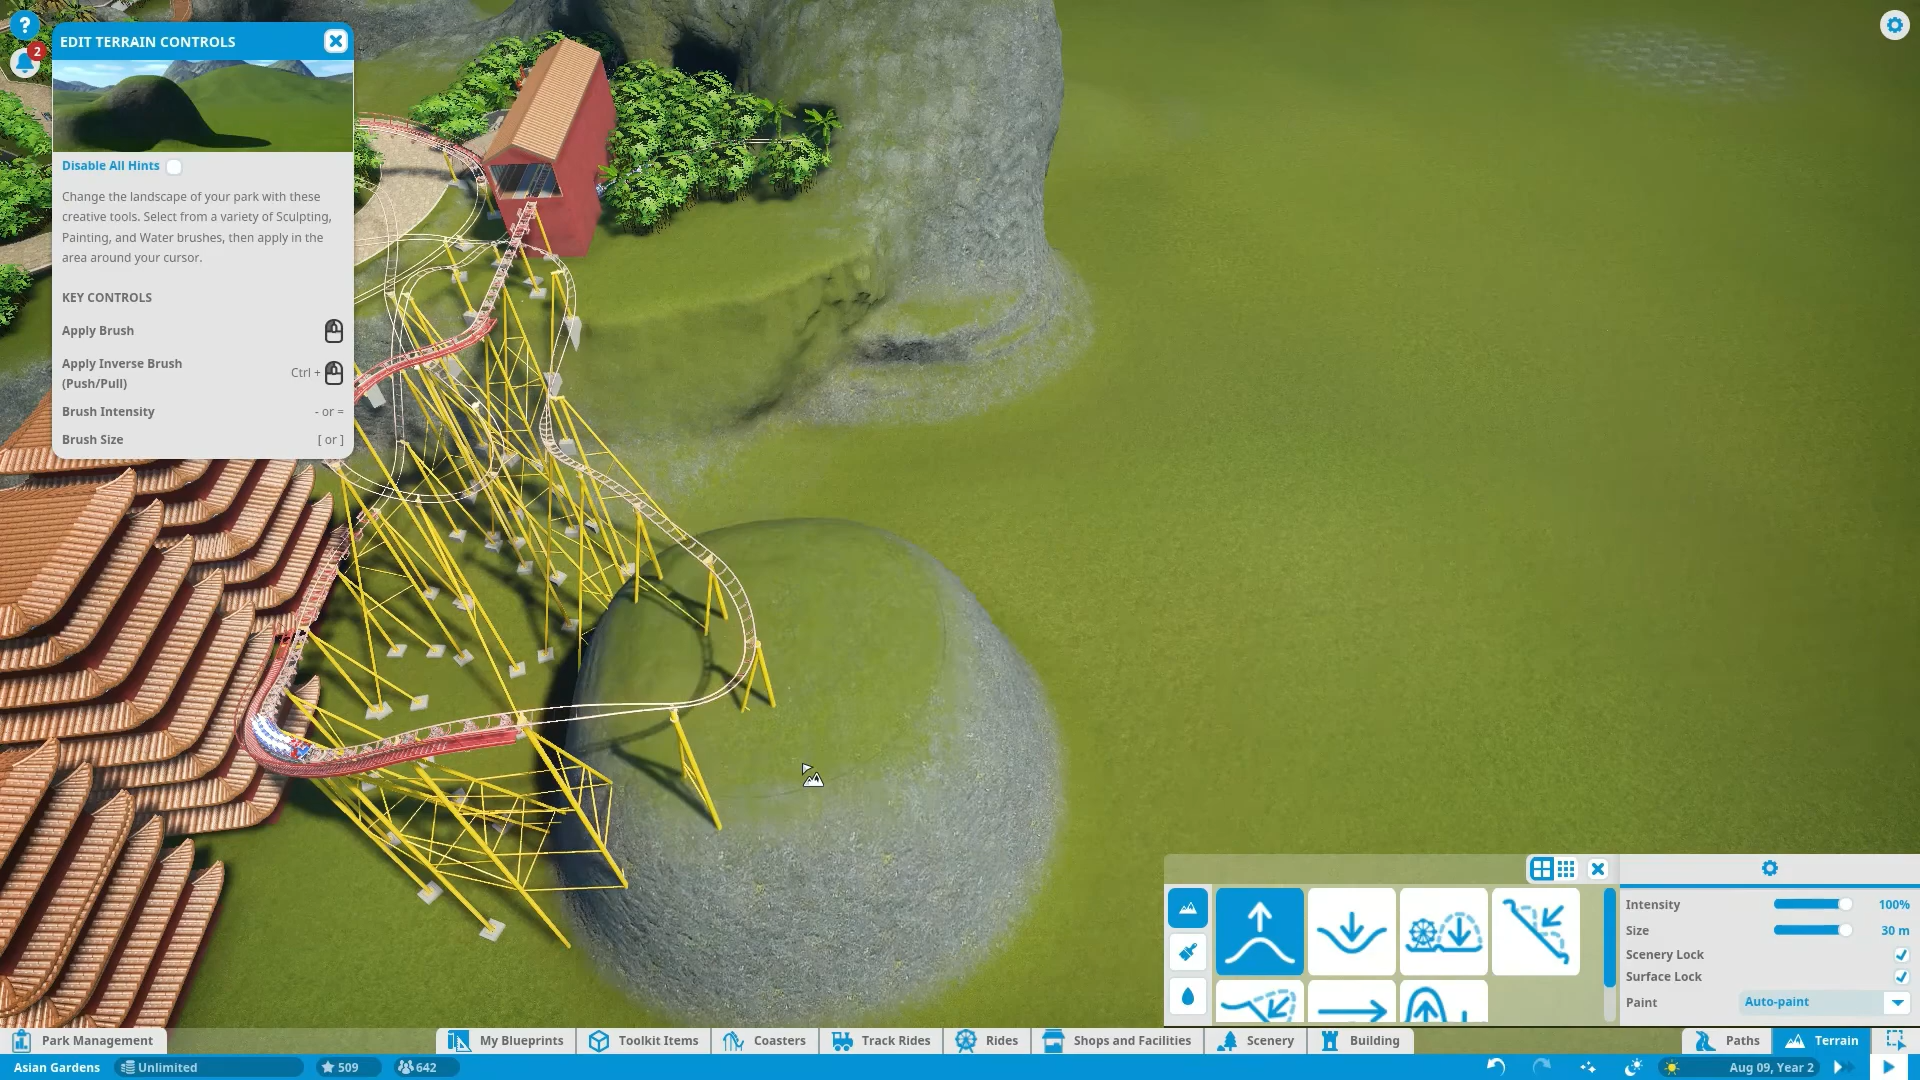 ?
2
EDIT TERRAIN CONTROLS
Disable All Hints
Change the landscape of your park with these
creative tools. Select from a variety of Sculpting,
Painting, and Water brushes, then apply in the
area around your cursor.
KEY CONTROLS
Apply Brush
Apply Inverse Brush
(Push/Pull)
Ctrl +
Brush Intensity
- or =
Brush Size
[ or ]
Intensity
100%
Size
30 m
Scenery Lock
Surface Lock
Paint
Auto-paint
Park Management
My Blueprints
Toolkit Items
Coasters
Track Rides
Rides
Shops and Facilities
Scenery
Building
Paths
Terrain
Asian Gardens
Unlimited
509
642
Aug 09, Year 2